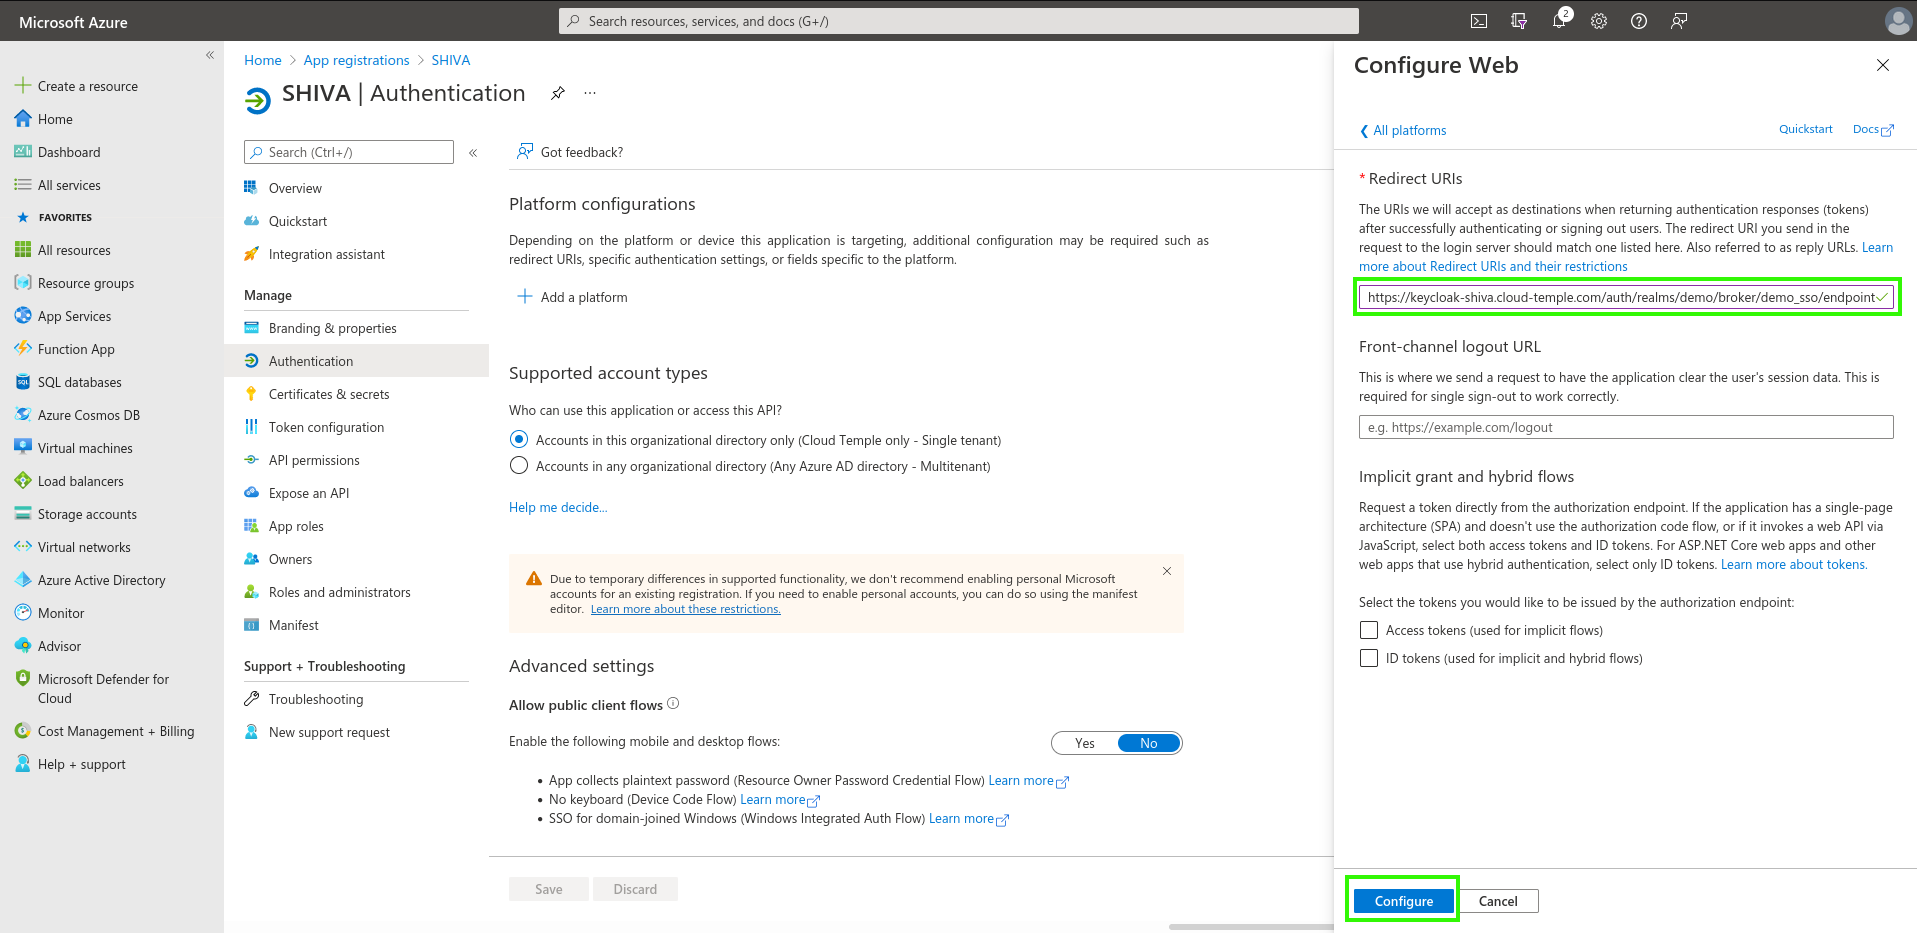 Microsoft Azure
Search resources, services, and docs (G+/)
2
Create a resource
Home
Dashboard
All services
FAVORITES
All resources
Resource groups
App Services
Function App
SQL databases
Azure Cosmos DB
Virtual machines
Load balancers
Storage accounts
Virtual networks
Azure Active Directory
Monitor
Advisor
Microsoft Defender for
Cloud
Cost Management + Billing
Help + support
Home > App registrations > SHIVA
SHIVA | Authentication
Search (Ctrl+/)
Overview
Quickstart
Integration assistant
Manage
Branding & properties
Authentication
Certificates & secrets
Token configuration
API permissions
Expose an API
App roles
Owners
Roles and administrators
Manifest
Support + Troubleshooting
Troubleshooting
New support request
Got feedback?
Platform configurations
Depending on the platform or device this application is targeting, additional configuration may be required such as
redirect URIs, specific authentication settings, or fields specific to the platform.
Add a platform
Supported account types
Who can use this application or access this API?
Accounts in this organizational directory only (Cloud Temple only - Single tenant)
Accounts in any organizational directory (Any Azure AD directory - Multitenant)
Help me decide...
Due to temporary differences in supported functionality, we don't recommend enabling personal Microsoft
accounts for an existing registration. If you need to enable personal accounts, you can do so using the manifest
editor. Learn more about these restrictions.
Advanced settings
Allow public client flows
Enable the following mobile and desktop flows:
Yes No
• App collects plaintext password (Resource Owner Password Credential Flow) Learn more
• No keyboard (Device Code Flow) Learn more
• SSO for domain-joined Windows (Windows Integrated Auth Flow) Learn more
Save Discard
Configure Web
All platforms
Quickstart Docs
* Redirect URIs
The URIs we will accept as destinations when returning authentication responses (tokens)
after successfully authenticating or signing out users. The redirect URI you send in the
request to the login server should match one listed here. Also referred to as reply URLs. Learn
more about Redirect URIs and their restrictions
https://keycloak-shiva.cloud-temple.com/auth/realms/demo/broker/demo_sso/endpoint
Front-channel logout URL
This is where we send a request to have the application clear the user's session data. This is
required for single sign-out to work correctly.
e.g. https://example.com/logout
Implicit grant and hybrid flows
Request a token directly from the authorization endpoint. If the application has a single-page
architecture (SPA) and doesn't use the authorization code flow, or if it invokes a web API via
JavaScript, select both access tokens and ID tokens. For ASP.NET Core web apps and other
web apps that use hybrid authentication, select only ID tokens. Learn more about tokens.
Select the tokens you would like to be issued by the authorization endpoint:
Access tokens (used for implicit flows)
ID tokens (used for implicit and hybrid flows)
Configure Cancel